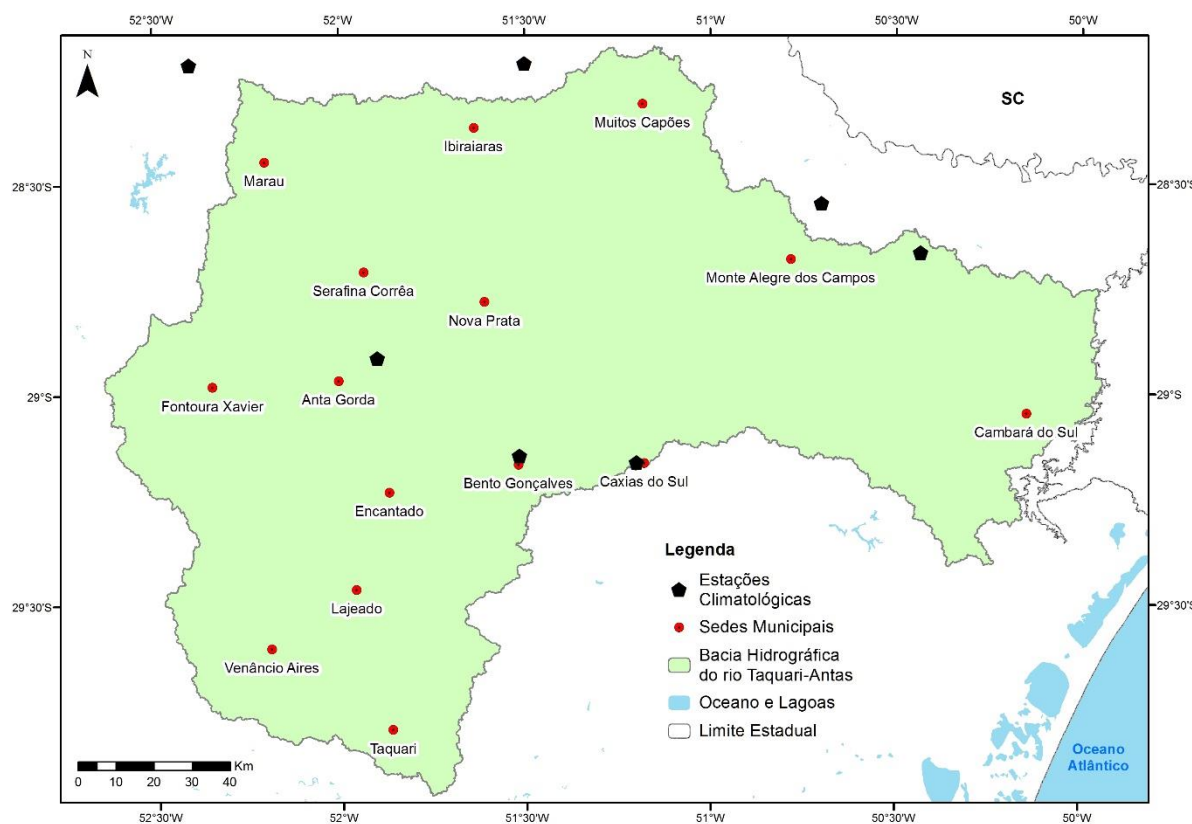 52°30'W
52°W
51°30'W
51°W
50°30'W
50°W
N
SC
Muitos Capões
Ibiraiaras
Marau
28°30'S
28°30'S
Monte Alegre dos Campos
Serafina Corrêa
Nova Prata
29°S
29°S
Anta Gorda
Fontoura Xavier
Cambará do Sul
Bento Gonçalves
Caxias do Sul
Encantado
Legenda
Estações
Climatológicas
Sedes Municipais
Bacia Hidrográfica
do rio Taquari-Antas
Oceano e Lagoas
Limite Estadual
29°30'S
29°30'S
Lajeado
Venâncio Aires
Taquari
Oceano
Atlântico
Km
0 10 20 30 40
52°30'W
52°W
51°30'W
51°W
50°30'W
50°W